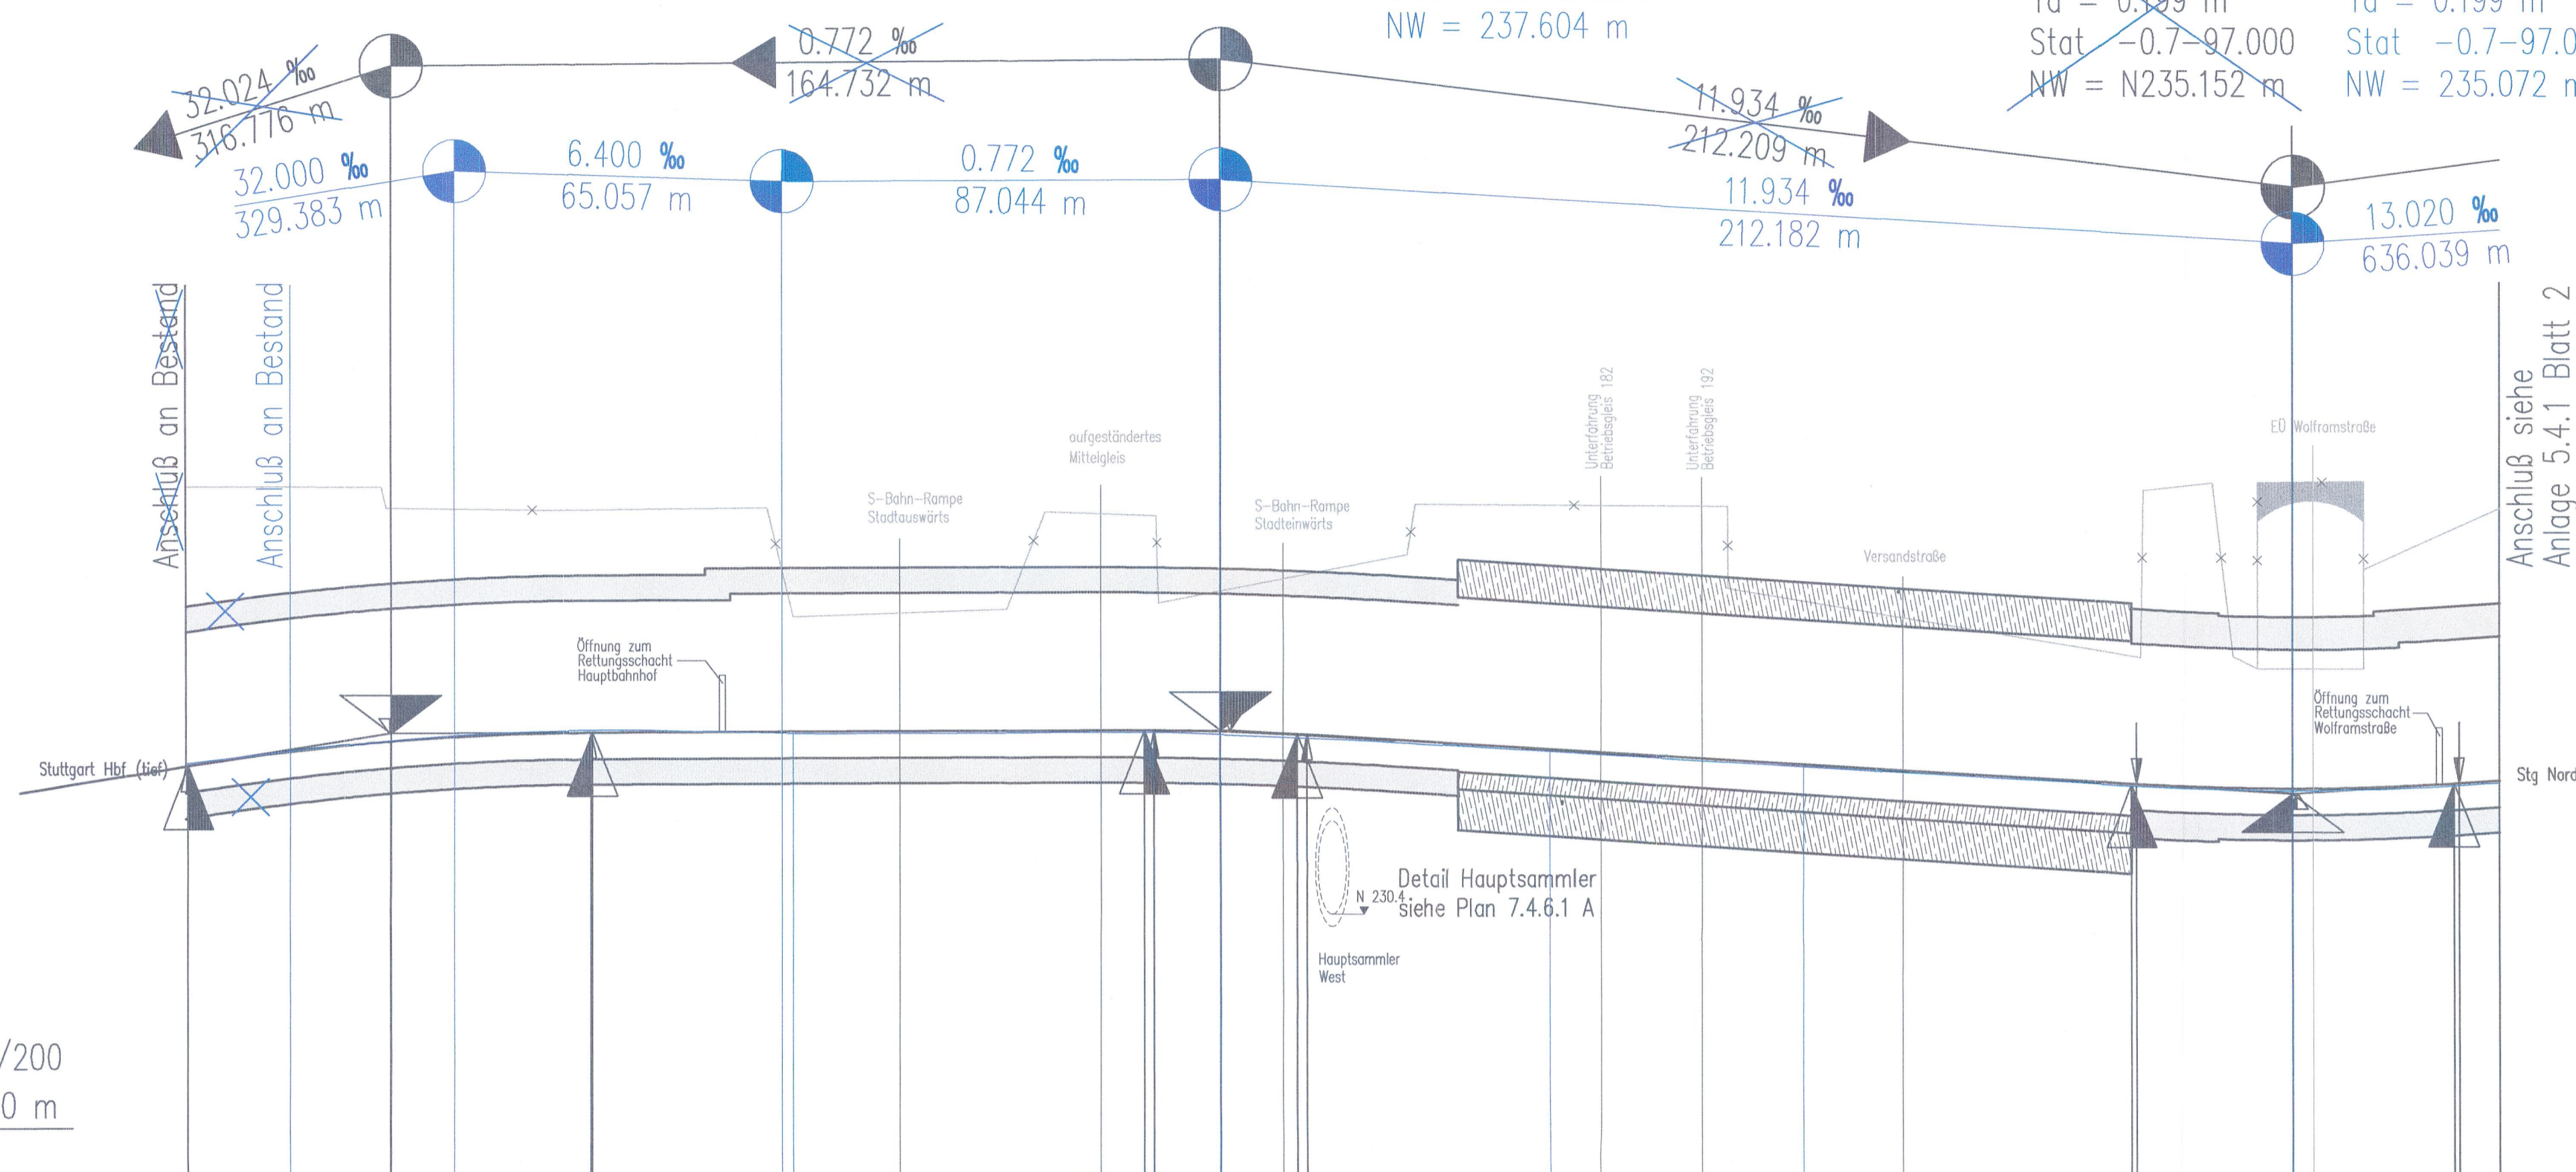 NW = 237.604 m
Stat -0.7-97.000
NW = N235.152 m
NW = 235.072
32.024 ‰
316.776 m
0.772 ‰
164.732 m
11.934 ‰
212.209 m
32.000 ‰
329.383 m
6.400 ‰
65.057 m
0.772 ‰
87.044 m
11.934 ‰
212.182 m
13.020 ‰
636.039 m
Anschluß an Bestand
Anschluß an Bestand
Anschluß siehe
Anlage 5.4.1 Blatt 2
aufgeständertes
Mittelgleis
S-Bahn-Rampe
Stadtauswärts
S-Bahn-Rampe
Stadteinwärts
Unterfahrung
Betriebsgleis 182
Unterfahrung
Betriebsgleis 192
Versandstraße
EÜ Wolframstraße
Öffnung zum
Rettungsschacht
Hauptbahnhof
Öffnung zum
Rettungsschacht
Wolframstraße
Stuttgart Hbf (tief)
Stg Nord
Detail Hauptsammler
siehe Plan 7.4.6.1 A
N 230.4
Hauptsammler
West
/200
0 m